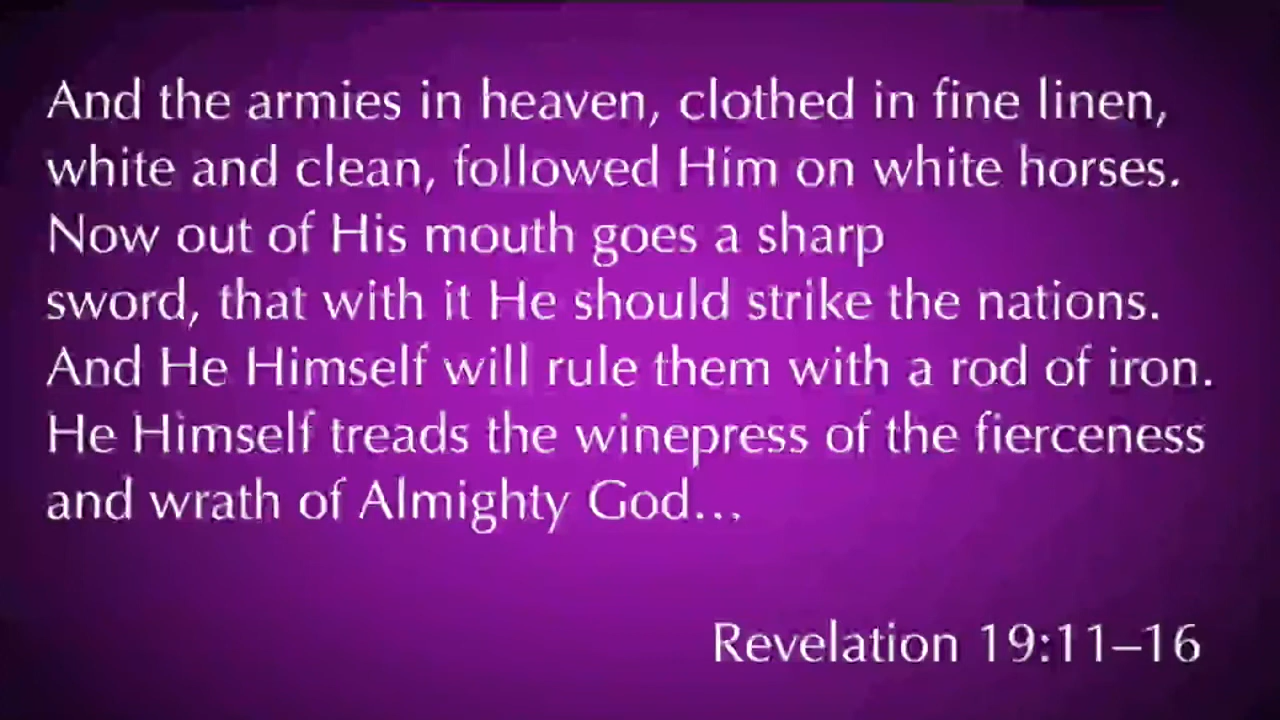 And the armies in heaven, clothed in fine linen,
white and clean, followed Him on white horses.
Now out of His mouth goes a sharp
sword, that with it He should strike the nations.
And He Himself will rule them with a rod of iron.
He Himself treads the winepress of the fierceness
and wrath of Almighty God...
Revelation 19:11–16